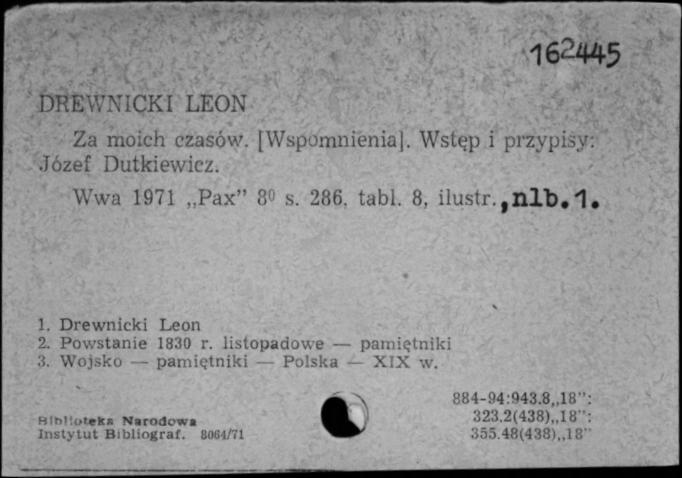 162445
DREWNICKI LEON
Za moich czasów. [Wspomnienia]. Wstęp i przypisy:
Józef Dutkiewicz.
Wwa 1971 „Pax” 8⁰ s. 286, tabl. 8, ilustr., nlb. 1.
1. Drewnicki Leon
2. Powstanie 1830 r. listopadowe — pamiętniki
3. Wojsko — pamiętniki — Polska — XIX w.
884-94:943.8„18”:
323.2(438)„18”:
355.48(438)„18”
Biblioteka Narodowa
Instytut Bibliograf. 8064/71